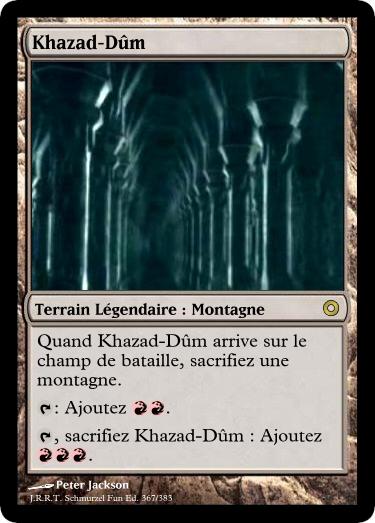 Khazad-Dûm
Terrain Légendaire : Montagne
Quand Khazad-Dûm arrive sur le
champ de bataille, sacrifiez une
montagne.
: Ajoutez .
, sacrifiez Khazad-Dûm : Ajoutez
.
Peter Jackson
J.R.R.T. Schmurzel Fun Ed. 367/383